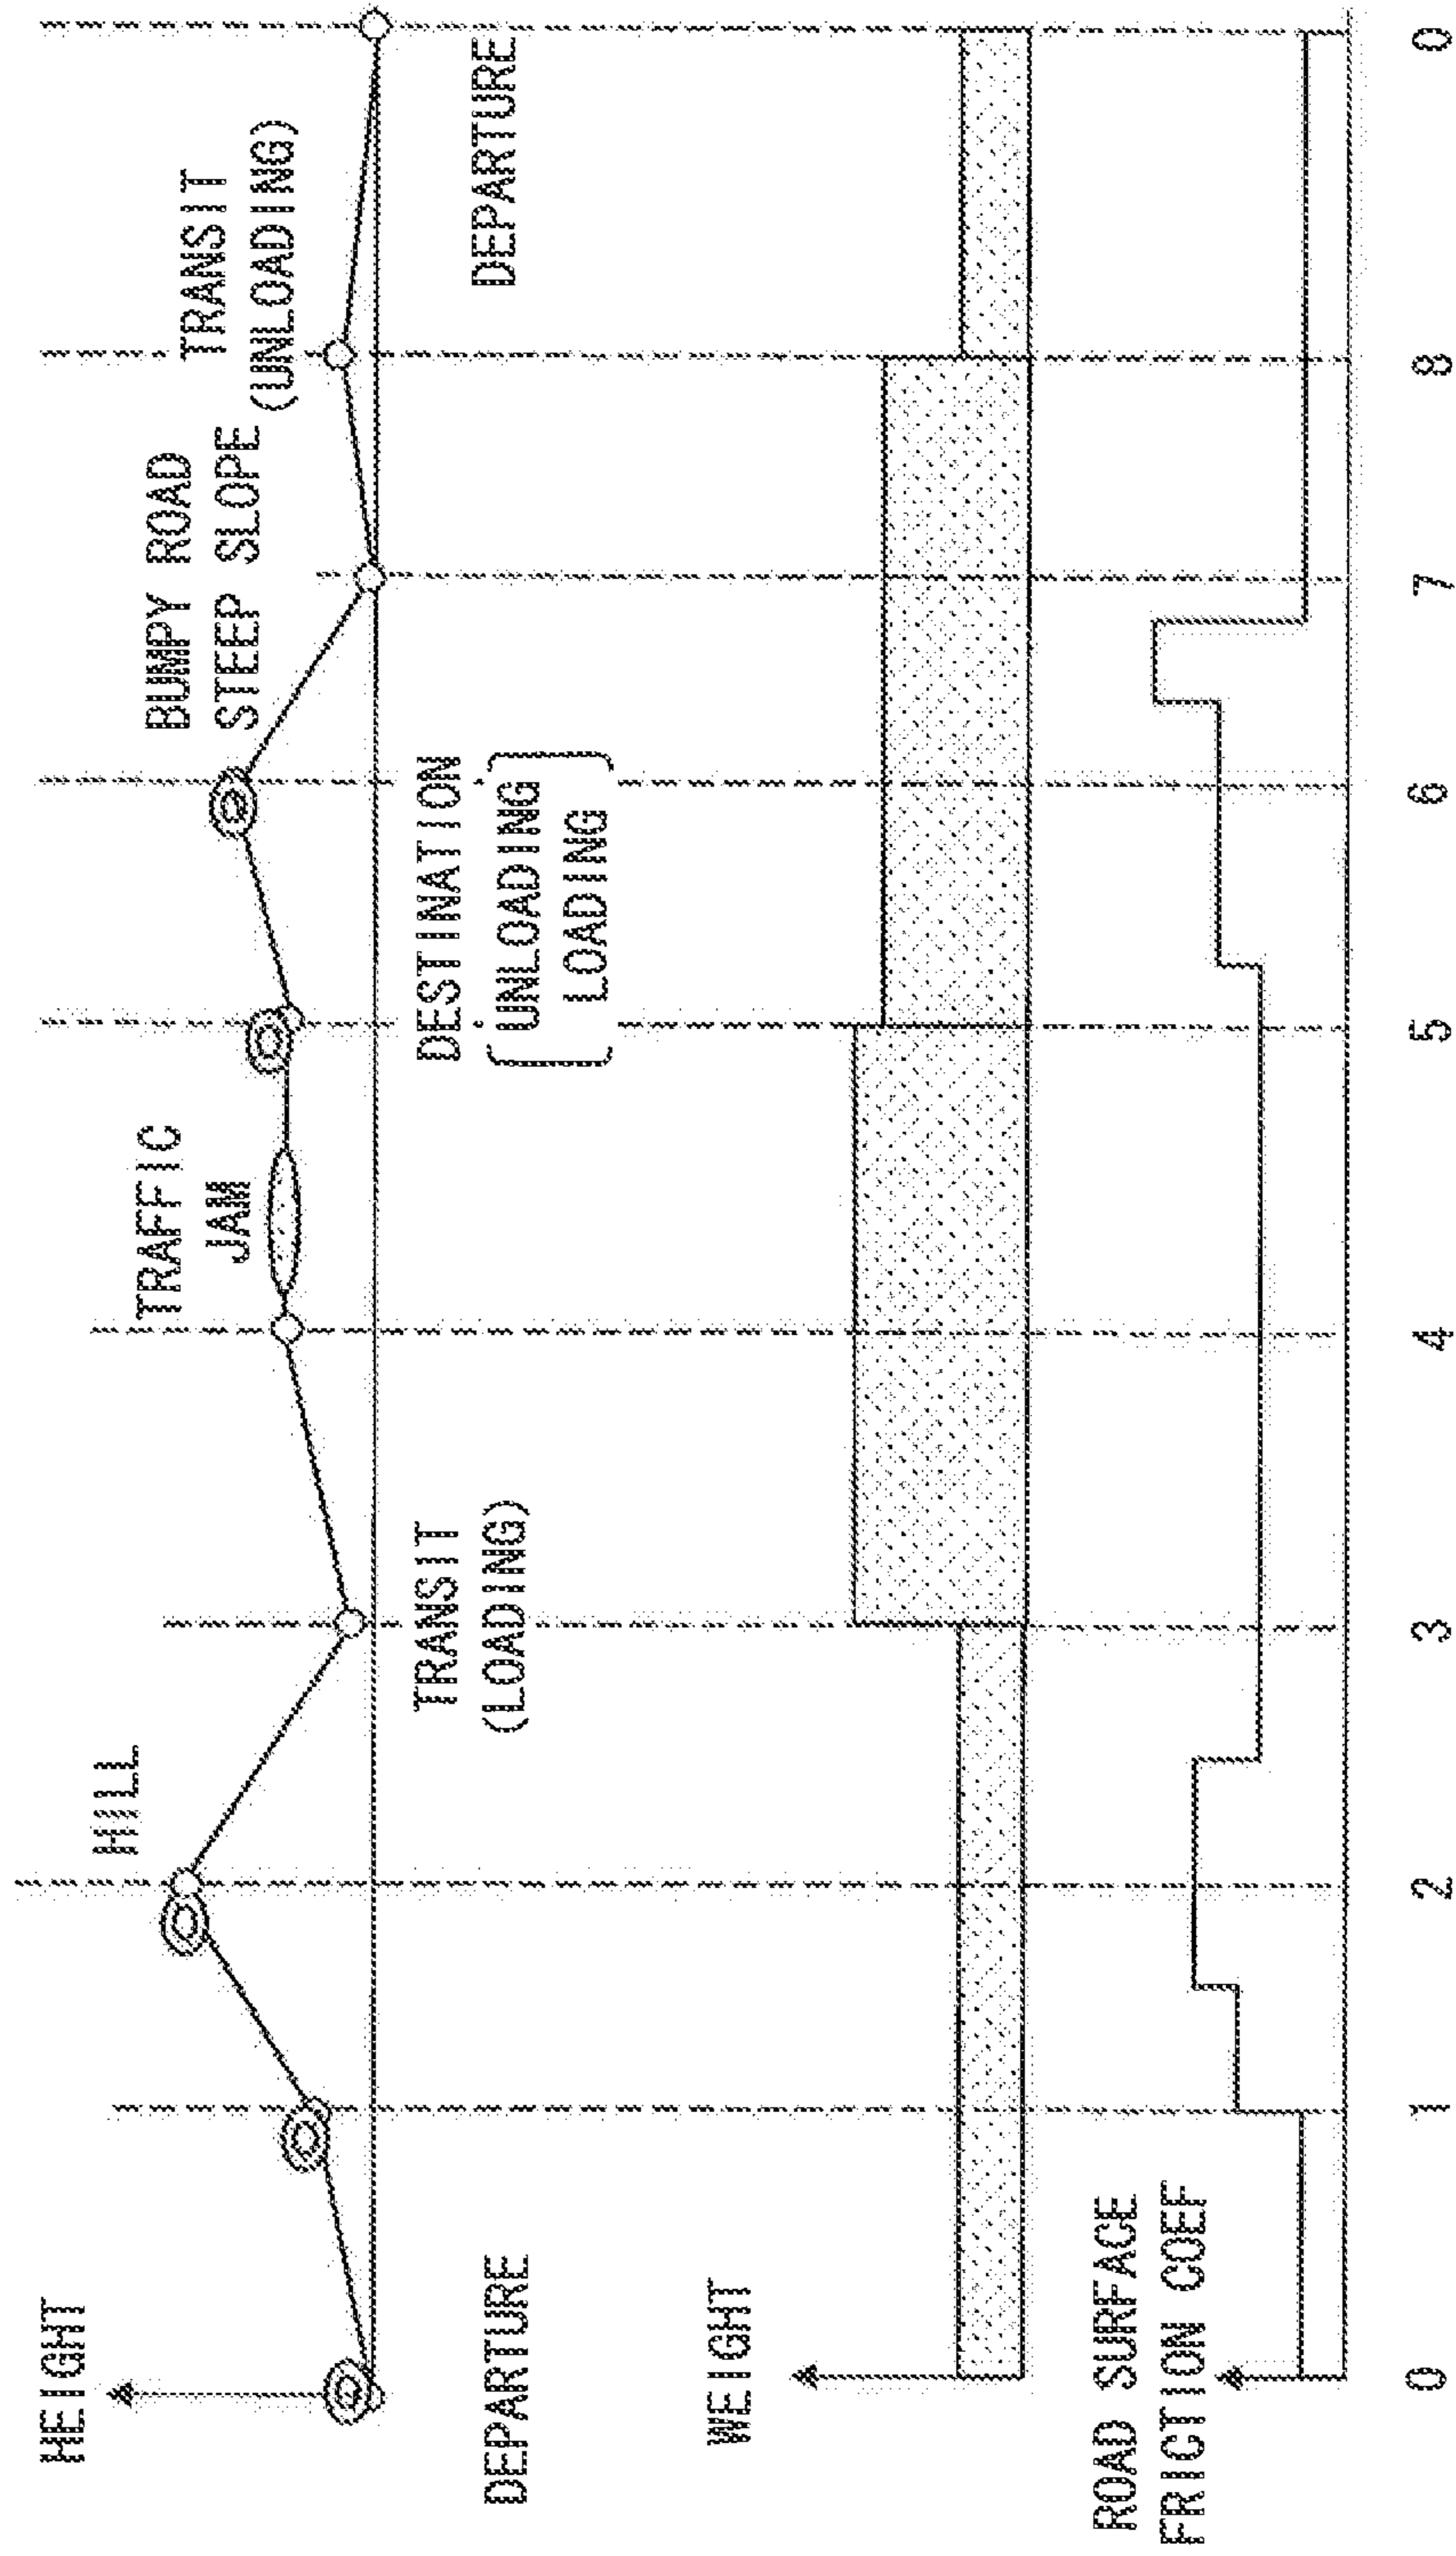 HEIGHT
HILL
TRAFFIC
JAM
BUMPY ROAD
STEEP SLOPE
TRANSIT
(UNLOADING)
DEPARTURE
TRANSIT
(LOADING)
DESTINATION
UNLOADING
LOADING
DEPARTURE
WEIGHT
ROAD SURFACE
FRICTION COEF
0 1 2 3 4 5 6 7 8 0